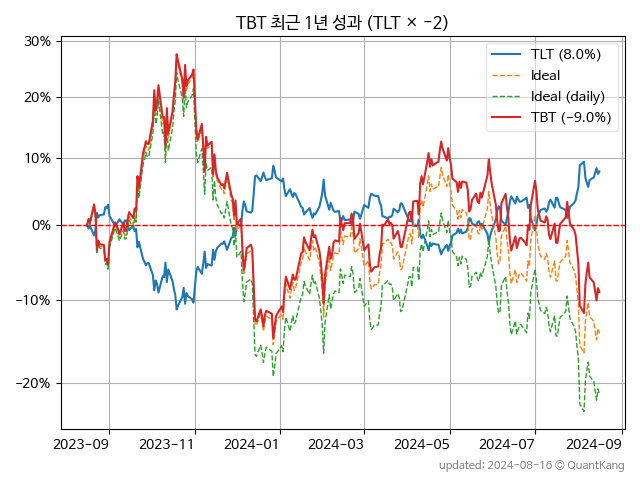 TBT 최근 1년 성과 (TLT × −2)
30%
20%
10%
0%
−10%
−20%
TLT (8.0%)
Ideal
Ideal (daily)
TBT (−9.0%)
2023-09 2023-11 2024-01 2024-03 2024-05 2024-07 2024-09
updated: 2024-08-16 © QuantKang